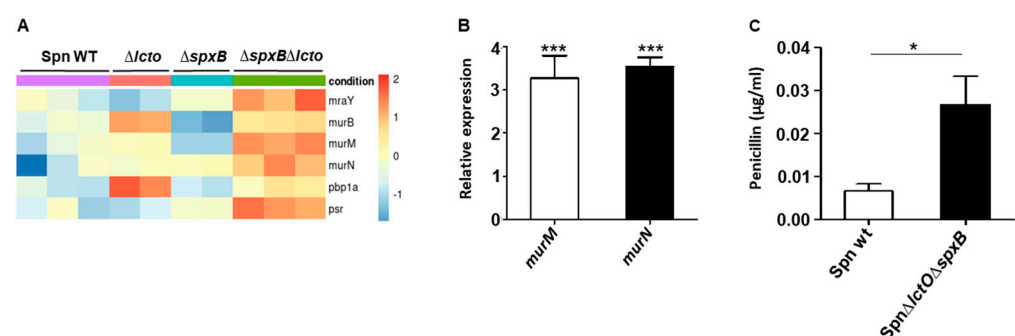 A
Spn WT
Δlcto
ΔspxB
ΔspxBΔlcto
condition
mraY
murB
murM
murN
pbp1a
psr
2
1
0
-1
B
Relative expression
4
3
2
1
0
***
***
murM
murN
C
Penicillin (µg/ml)
0.04
0.03
0.02
0.01
0.00
*
Spn wt
SpnΔlctOΔspxB